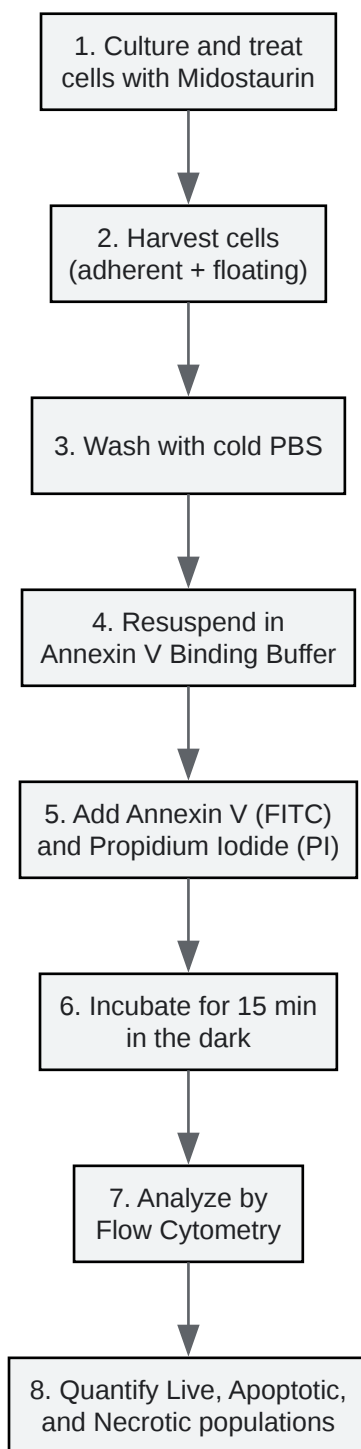 1. Culture and treat
cells with Midostaurin
2. Harvest cells
(adherent + floating)
3. Wash with cold PBS
4. Resuspend in
Annexin V Binding Buffer
5. Add Annexin V (FITC)
and Propidium Iodide (PI)
6. Incubate for 15 min
in the dark
7. Analyze by
Flow Cytometry
8. Quantify Live, Apoptotic,
and Necrotic populations